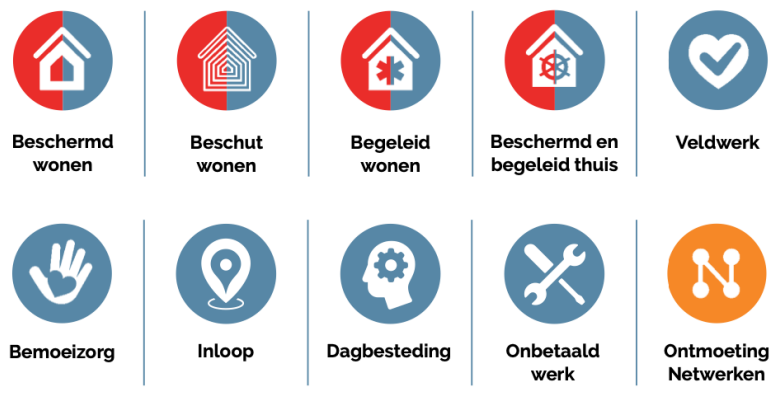 Beschermd
wonen
Beschut
wonen
Begeleid
wonen
Beschermd en
begeleid thuis
Veldwerk
Bemoeizorg
Inloop
Dagbesteding
Onbetaald
werk
Ontmoeting
Netwerken